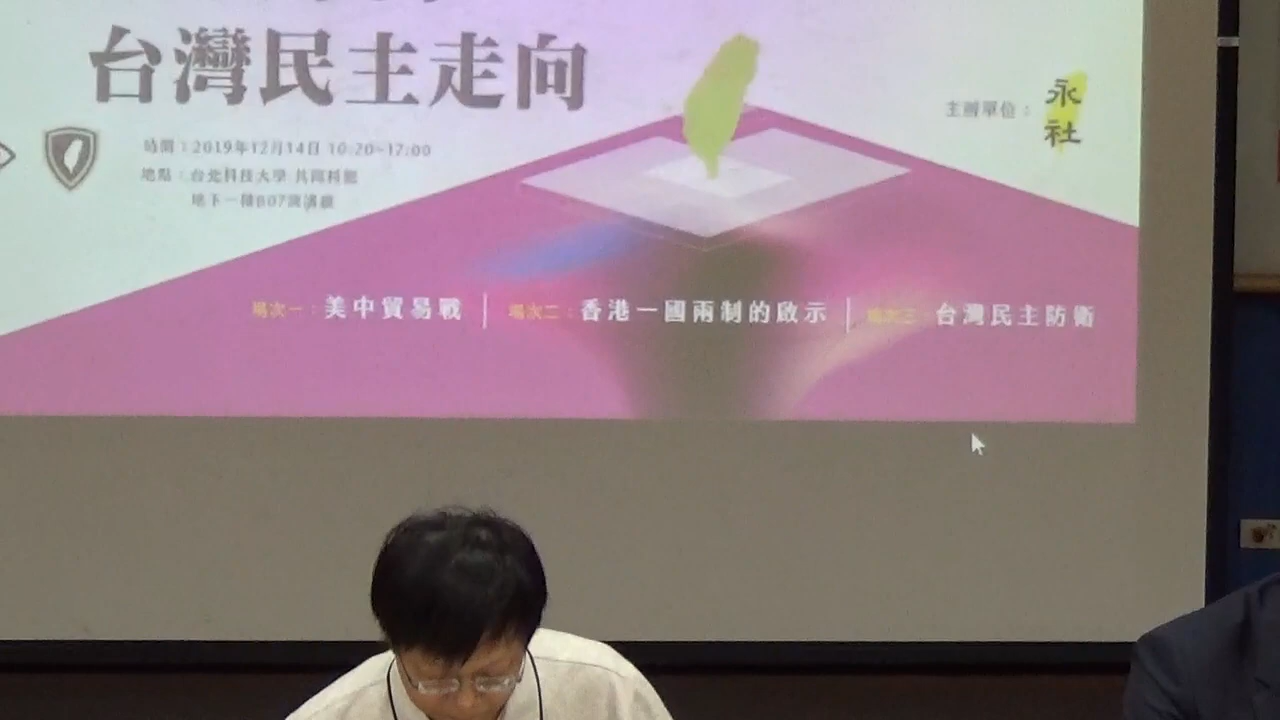 台灣民主走向
主辦單位：
永社
時間：2019年12月14日 10:20~17:00
地點：台北科技大學 共同科館
地下一樓B07演講廳
場次一：美中貿易戰 | 場次二：香港一國兩制的啟示 | 場次三：台灣民主防衛